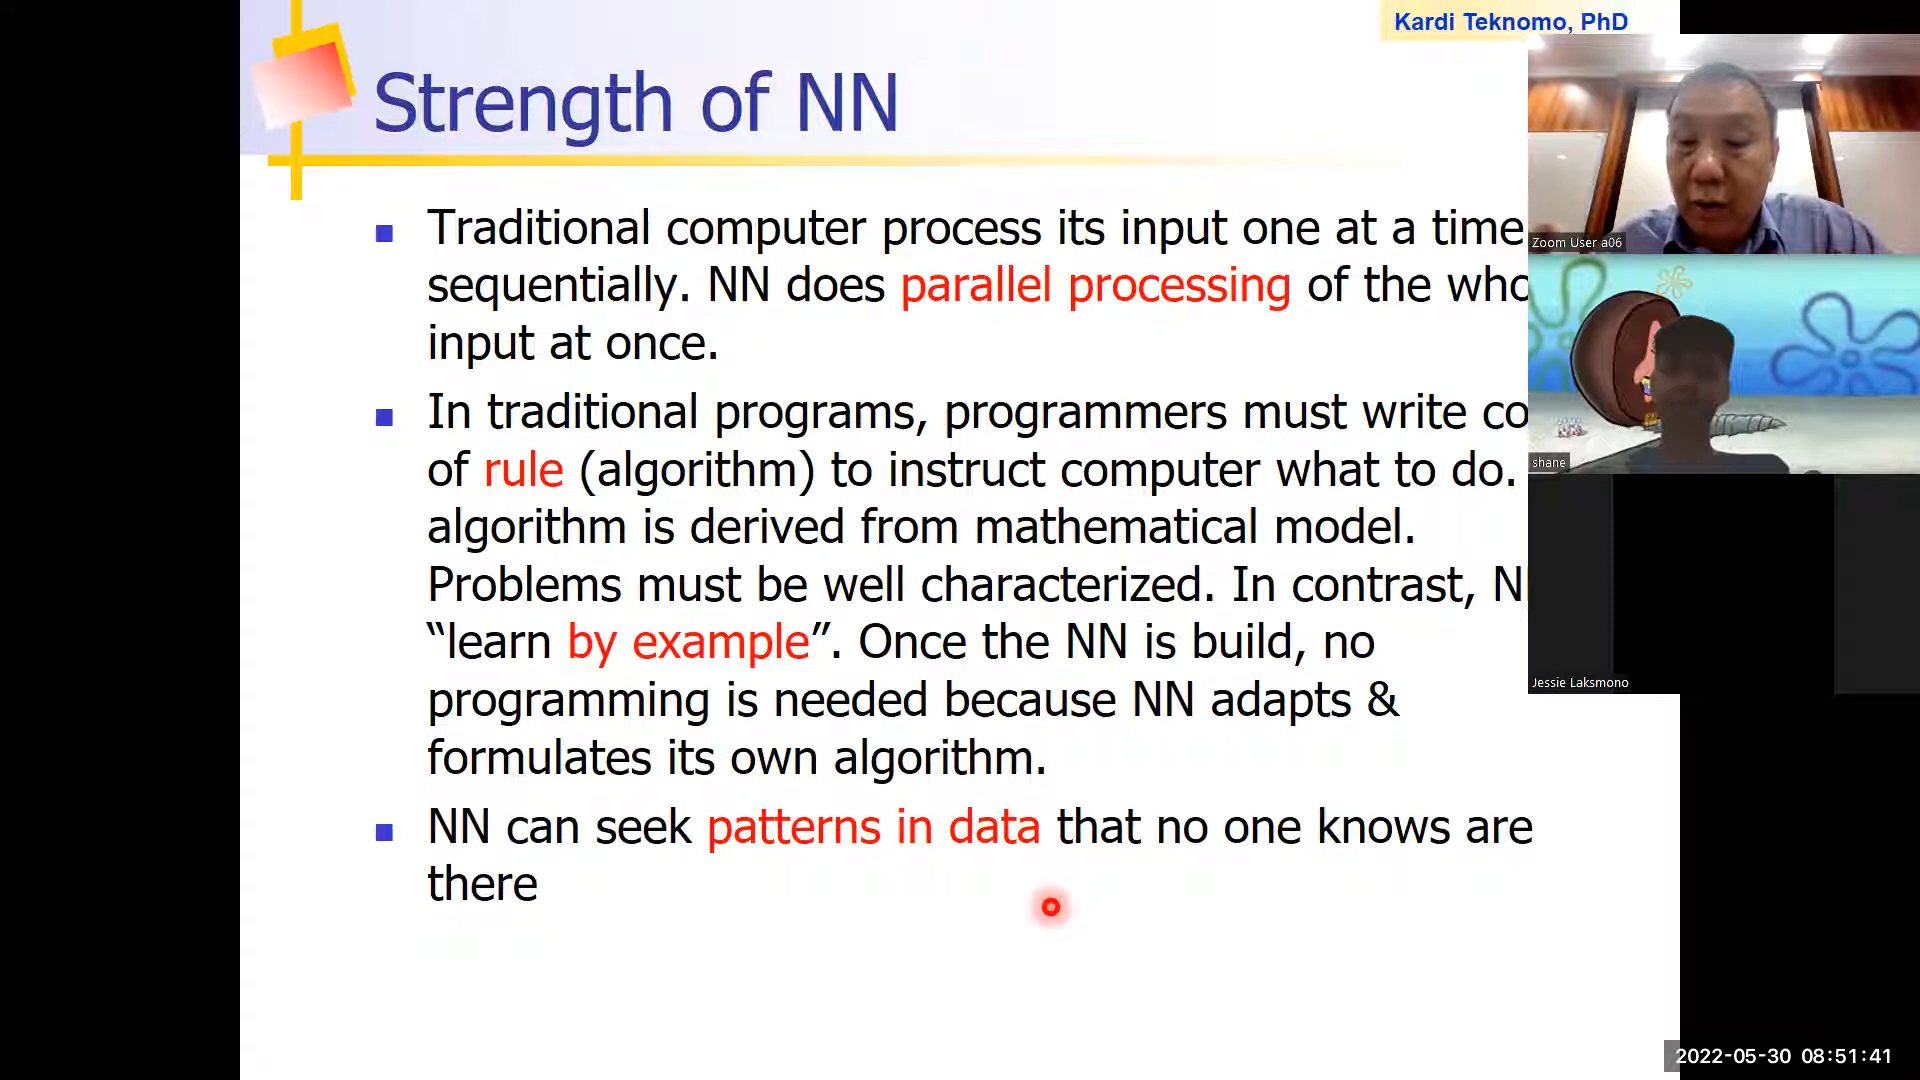 Kardi Teknomo, PhD
Strength of NN
Traditional computer process its input one at a time
sequentially. NN does parallel processing of the
input at once.
In traditional programs, programmers must write
of rule (algorithm) to instruct computer what to do.
algorithm is derived from mathematical model.
Problems must be well characterized. In contrast,
“learn by example”. Once the NN is build, no
programming is needed because NN adapts &
formulates its own algorithm.
NN can seek patterns in data that no one knows are
there
Zoom User a06
shane
Jessie Laksmono
2022-05-30 08:51:41